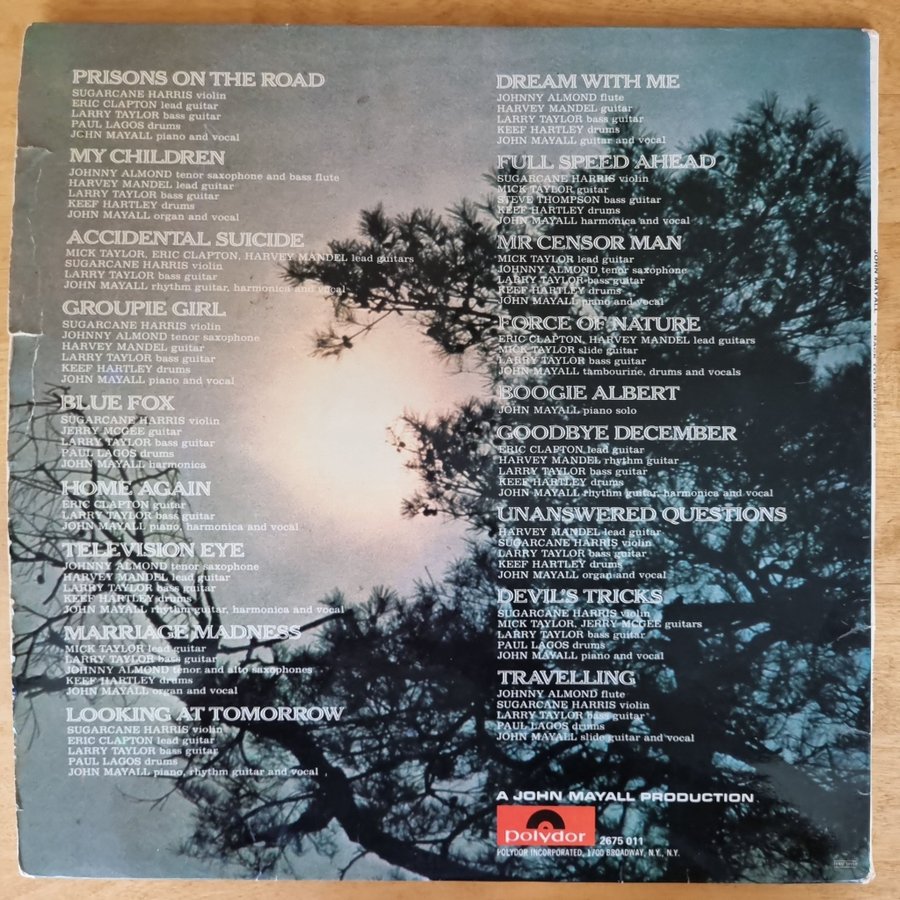 PRISONS ON THE ROAD
SUGARCANE HARRIS violin
ERIC CLAPTON lead guitar
LARRY TAYLOR bass guitar
PAUL LAGOS drums
JOHN MAYALL piano and vocal
MY CHILDREN
JOHNNY ALMOND tenor saxophone and bass flute
HARVEY MANDEL lead guitar
LARRY TAYLOR bass guitar
KEEF HARTLEY drums
JOHN MAYALL organ and vocal
ACCIDENTAL SUICIDE
MICK TAYLOR, ERIC CLAPTON, HARVEY MANDEL lead guitars
SUGARCANE HARRIS violin
LARRY TAYLOR bass guitar
JOHN MAYALL rhythm guitar, harmonica and vocal
GROUPIE GIRL
SUGARCANE HARRIS violin
JOHNNY ALMOND tenor saxophone
HARVEY MANDEL guitar
LARRY TAYLOR bass guitar
KEEF HARTLEY drums
JOHN MAYALL piano and vocal
BLUE FOX
SUGARCANE HARRIS violin
JERRY MCGEE guitar
LARRY TAYLOR bass guitar
PAUL LAGOS drums
JOHN MAYALL harmonica
HOME AGAIN
ERIC CLAPTON guitar
LARRY TAYLOR bass guitar
JOHN MAYALL piano, harmonica and vocal
TELEVISION EYE
JOHNNY ALMOND tenor saxophone
HARVEY MANDEL lead guitar
LARRY TAYLOR bass guitar
KEEF HARTLEY drums
JOHN MAYALL rhythm guitar, harmonica and vocal
MARRIAGE MADNESS
MICK TAYLOR lead guitar
LARRY TAYLOR bass guitar
JOHNNY ALMOND tenor and alto saxophones
KEEF HARTLEY drums
JOHN MAYALL organ and vocal
LOOKING AT TOMORROW
SUGARCANE HARRIS violin
ERIC CLAPTON lead guitar
LARRY TAYLOR bass guitar
PAUL LAGOS drums
JOHN MAYALL piano, rhythm guitar and vocal
DREAM WITH ME
JOHNNY ALMOND flute
HARVEY MANDEL guitar
LARRY TAYLOR bass guitar
KEEF HARTLEY drums
JOHN MAYALL guitar and vocal
FULL SPEED AHEAD
SUGARCANE HARRIS violin
MICK TAYLOR guitar
STEVE THOMPSON bass guitar
KEEF HARTLEY drums
JOHN MAYALL harmonica and vocal
MR CENSOR MAN
MICK TAYLOR lead guitar
JOHNNY ALMOND tenor saxophone
LARRY TAYLOR bass guitar
KEEF HARTLEY drums
JOHN MAYALL piano and vocal
FORCE OF NATURE
ERIC CLAPTON, HARVEY MANDEL lead guitars
MICK TAYLOR slide guitar
LARRY TAYLOR bass guitar
JOHN MAYALL tambourine, drums and vocals
BOOGIE ALBERT
JOHN MAYALL piano solo
GOODBYE DECEMBER
ERIC CLAPTON lead guitar
HARVEY MANDEL rhythm guitar
LARRY TAYLOR bass guitar
KEEF HARTLEY drums
JOHN MAYALL rhythm guitar, harmonica and vocal
UNANSWERED QUESTIONS
HARVEY MANDEL lead guitar
SUGARCANE HARRIS violin
LARRY TAYLOR bass guitar
KEEF HARTLEY drums
JOHN MAYALL organ and vocal
DEVIL'S TRICKS
SUGARCANE HARRIS violin
MICK TAYLOR, JERRY MCGEE guitars
LARRY TAYLOR bass guitar
PAUL LAGOS drums
JOHN MAYALL piano and vocal
TRAVELLING
JOHNNY ALMOND flute
SUGARCANE HARRIS violin
LARRY TAYLOR bass guitar
PAUL LAGOS drums
JOHN MAYALL slide guitar and vocal
A JOHN MAYALL PRODUCTION
polydor
2675 011
POLYDOR INCORPORATED, 1700 BROADWAY, N.Y., N.Y.
JOHN MAYALL